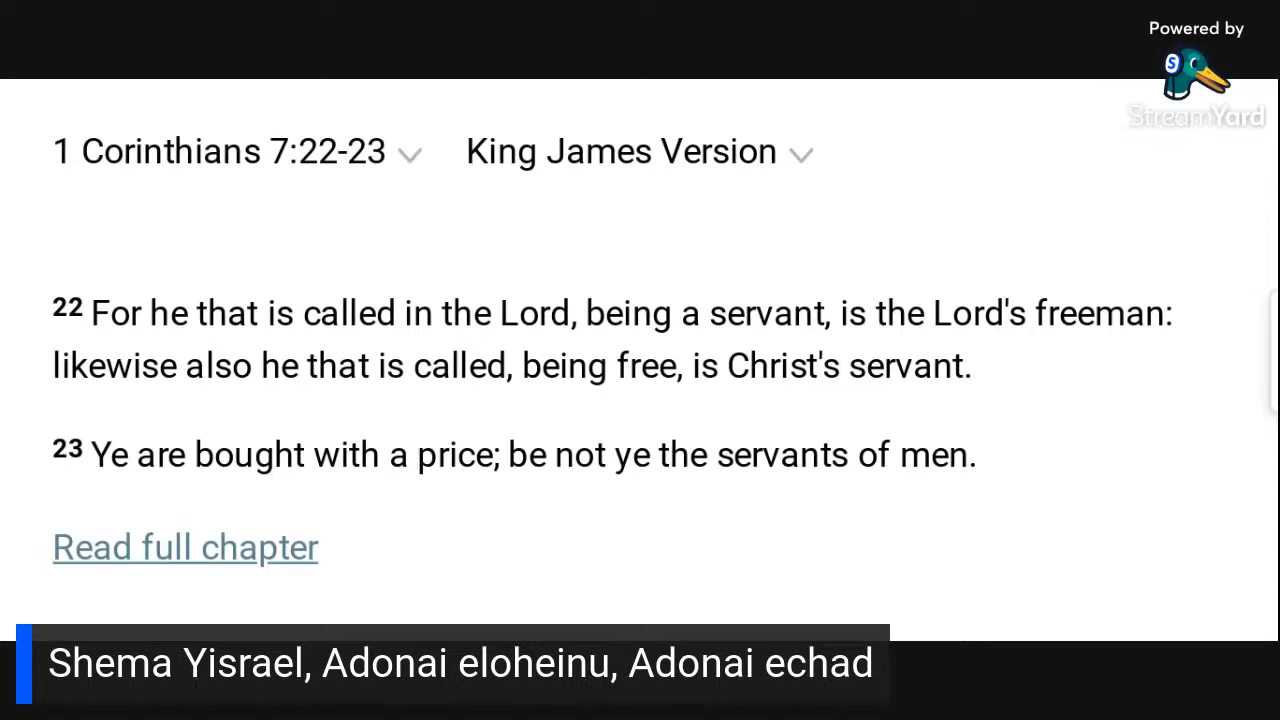 Powered by
StreamYard
1 Corinthians 7:22-23 King James Version
22 For he that is called in the Lord, being a servant, is the Lord's freeman:
likewise also he that is called, being free, is Christ's servant.
23 Ye are bought with a price; be not ye the servants of men.
Read full chapter
Shema Yisrael, Adonai eloheinu, Adonai echad